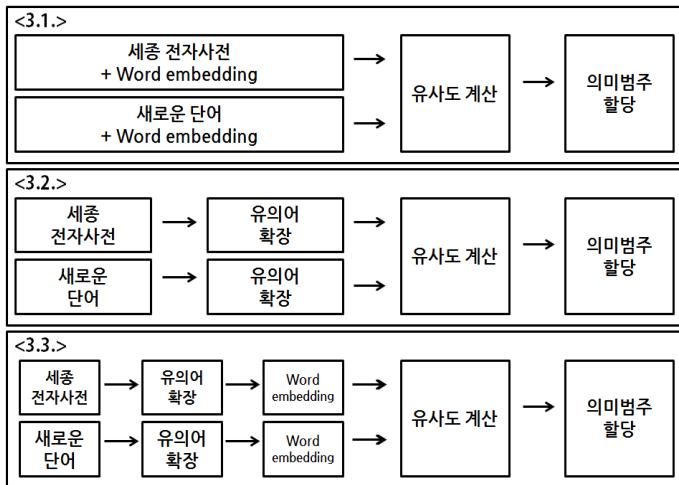 <3.1.>
세종 전자사전
+ Word embedding
새로운 단어
+ Word embedding
유사도 계산
의미범주
할당
<3.2.>
세종
전자사전
유의어
확장
새로운
단어
유의어
확장
유사도 계산
의미범주
할당
<3.3.>
세종
전자사전
유의어
확장
Word
embedding
새로운
단어
유의어
확장
Word
embedding
유사도 계산
의미범주
할당